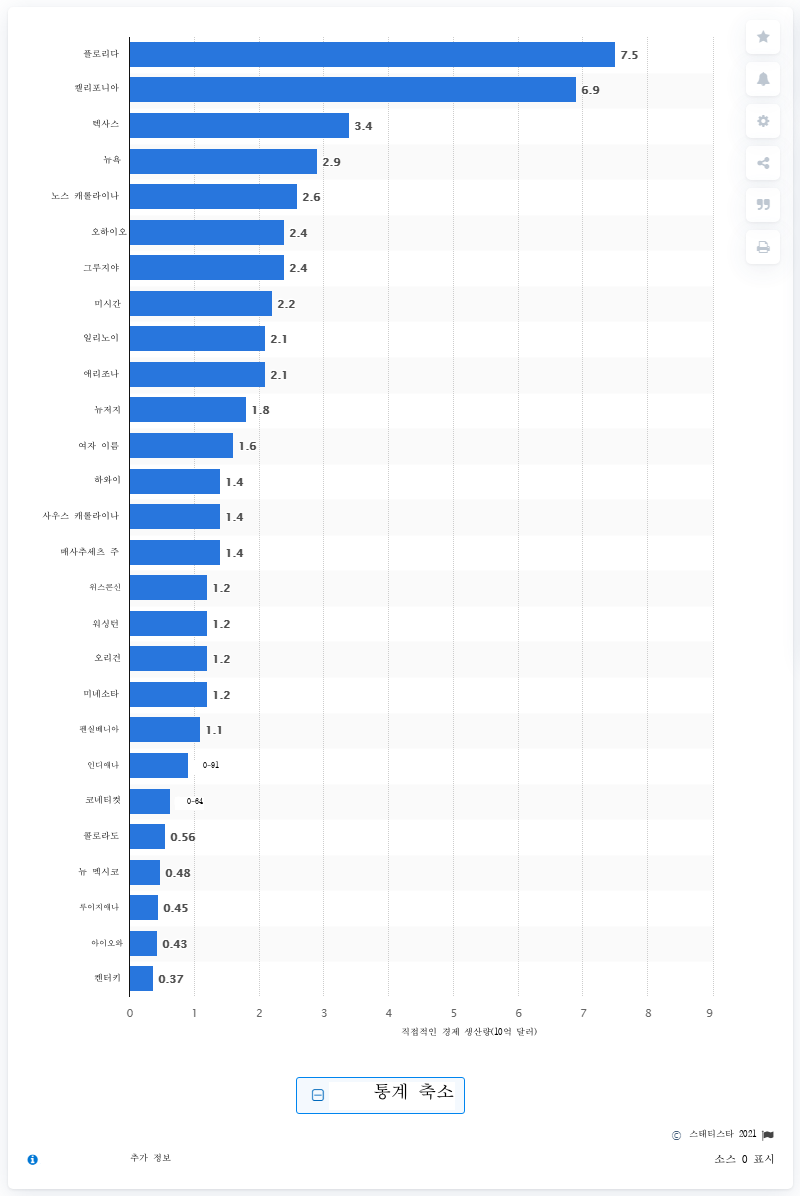 플로리다 7.5
캘리포니아 6.9
텍사스 3.4
뉴욕 2.9
노스 캐롤라이나 2.6
오하이오 2.4
그루지야 2.4
미시간 2.2
일리노이 2.1
애리조나 2.1
뉴저지 1.8
여자 이름 1.6
하와이 1.4
사우스 캐롤라이나 1.4
매사추세츠 주 1.4
위스콘신 1.2
워싱턴 1.2
오리건 1.2
미네소타 1.2
펜실베니아 1.1
인디애나 0-91
코네티컷 0-64
콜로라도 0.56
뉴 멕시코 0.48
루이지애나 0.45
아이오와 0.43
켄터키 0.37
0 1 2 3 4 5 6 7 8 9
직접적인 경제 생산량(10억 달러)
통계 축소
© 스태티스타 2021
추가 정보
소스 0 표시